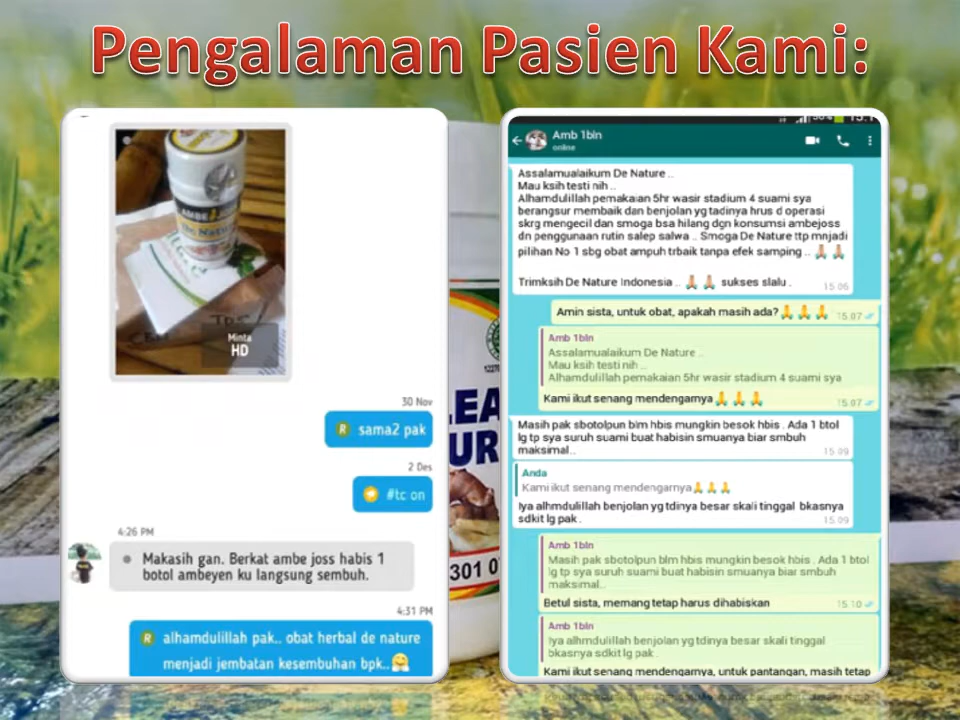 Pengalaman Pasien Kami:
AMBEJOSS
De Nature
Minta
HD
30 Nov
R sama2 pak
2 Des
#tc on
4:26 PM
Makasih gan. Berkat ambe joss habis 1
botol ambeyen ku langsung sembuh.
4:31 PM
R alhamdulillah pak.. obat herbal de nature
menjadi jembatan kesembuhan bpk..🤗
LEA
UR
301 0
Amb 1bln
online
Assalamualaikum De Nature ..
Mau ksih testi nih ..
Alhamdulillah pemakaian 5hr wasir stadium 4 suami sya
berangsur membaik dan benjolan yg tadinya hrus d operasi
skrg mengecil dan smoga bsa hilang dgn konsumsi ambejoss
dn penggunaan rutin salep salwa .. Smoga De Nature ttp mnjadi
pilihan No 1 sbg obat ampuh trbaik tanpa efek samping .. 🙏🙏
Trimksih De Nature Indonesia .. 🙏🙏 sukses slalu .
15.06
Amin sista, untuk obat, apakah masih ada?🙏🙏🙏
15.07
Amb 1bln
Assalamualaikum De Nature ..
Mau ksih testi nih ..
Alhamdulillah pemakaian 5hr wasir stadium 4 suami sya
Kami ikut senang mendengarnya🙏🙏🙏
15.07
Masih pak sbotolpun blm hbis mungkin besok hbis . Ada 1 btol
lg tp sya suruh suami buat habisin smuanya biar smbuh
maksimal..
15.09
Anda
Kami ikut senang mendengarnya🙏🙏🙏
Iya alhmdulillah benjolan yg tdinya besar skali tinggal bkasnya
sdkit lg pak .
15.09
Amb 1bln
Masih pak sbotolpun blm hbis mungkin besok hbis . Ada 1 btol
lg tp sya suruh suami buat habisin smuanya biar smbuh
maksimal..
Betul sista, memang tetap harus dihabiskan
15.10
Amb 1bln
Iya alhmdulillah benjolan yg tdinya besar skali tinggal
bkasnya sdkit lg pak .
Kami ikut senang mendengarnya, untuk pantangan, masih tetap